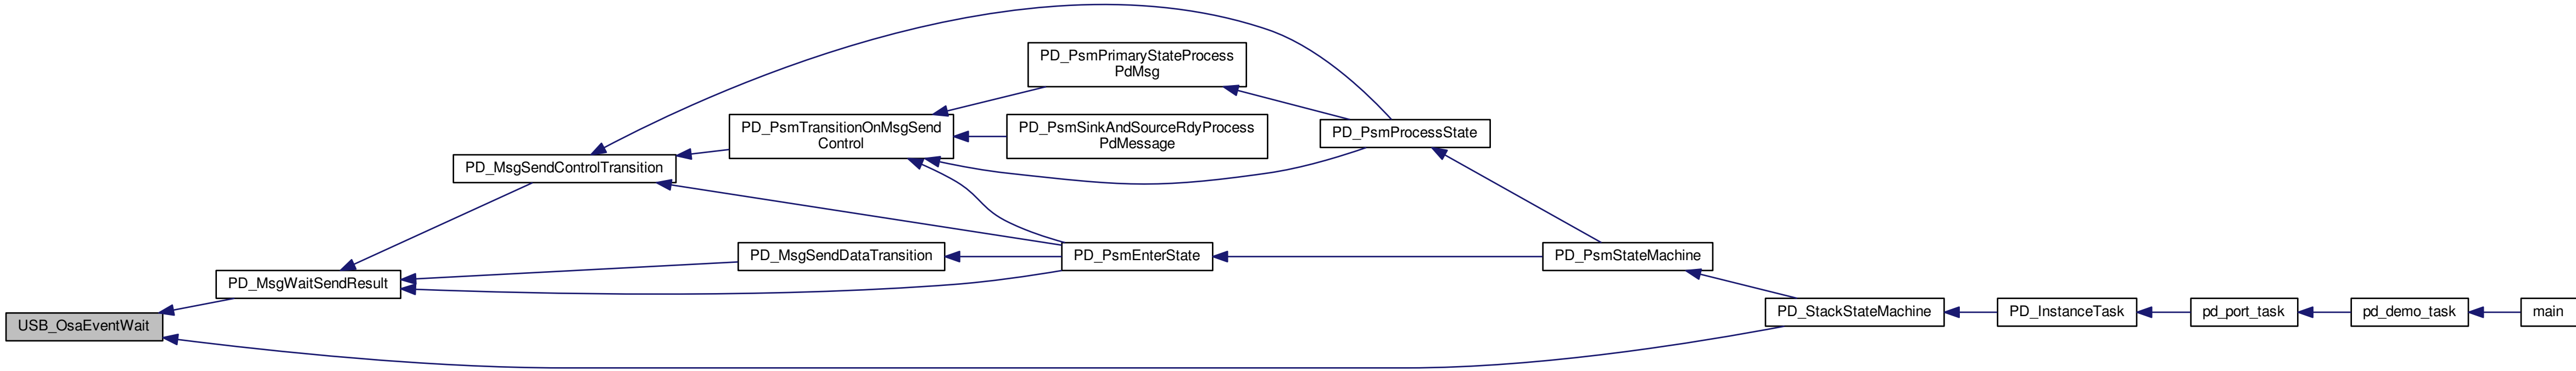 PD_PsmPrimaryStateProcess
PdMsg
PD_PsmTransitionOnMsgSend
Control
PD_PsmSinkAndSourceRdyProcess
PdMessage
PD_PsmProcessState
PD_MsgSendControlTransition
PD_MsgSendDataTransition
PD_PsmEnterState
PD_PsmStateMachine
PD_MsgWaitSendResult
USB_OsaEventWait
PD_StackStateMachine
PD_InstanceTask
pd_port_task
pd_demo_task
main